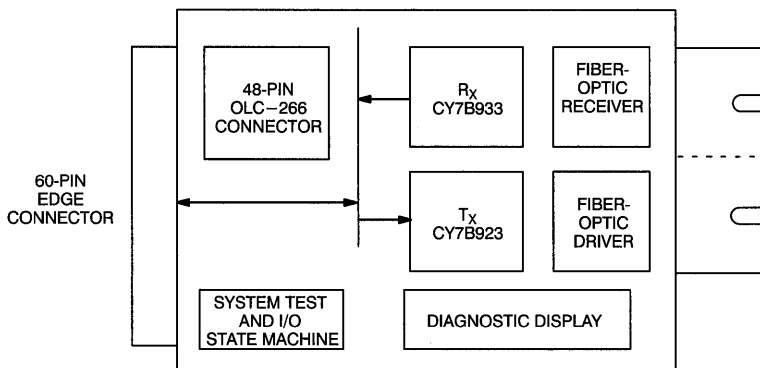 48-PIN
OLC-266
CONNECTOR
RX
CY7B933
FIBER-
OPTIC
RECEIVER
60-PIN
EDGE
CONNECTOR
TX
CY7B923
FIBER-
OPTIC
DRIVER
SYSTEM TEST
AND I/O
STATE MACHINE
DIAGNOSTIC DISPLAY